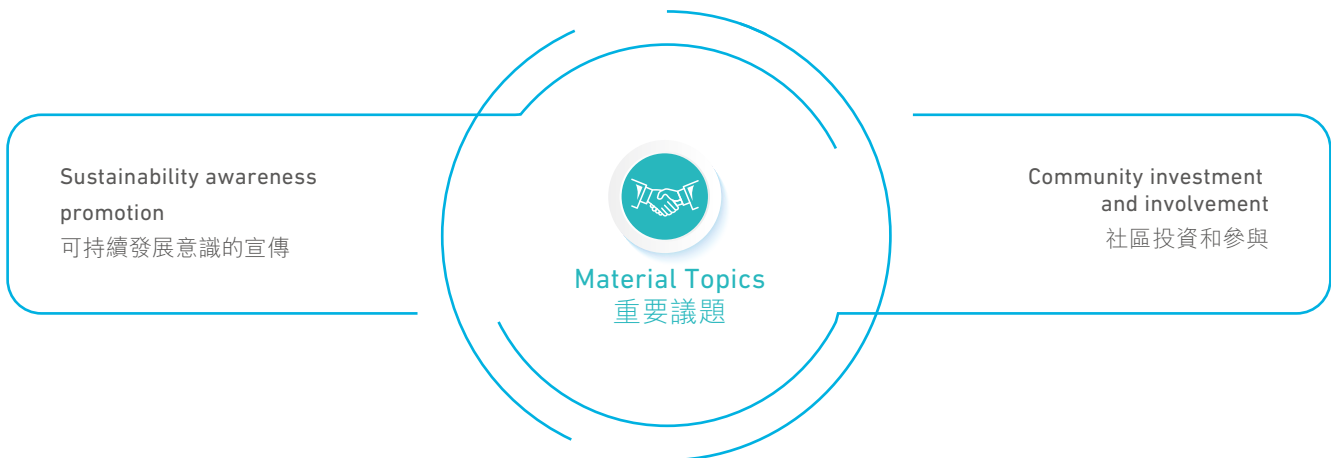 Sustainability awareness
promotion
可持續發展意識的宣傳
Material Topics
重要議題
Community investment
and involvement
社區投資和參與